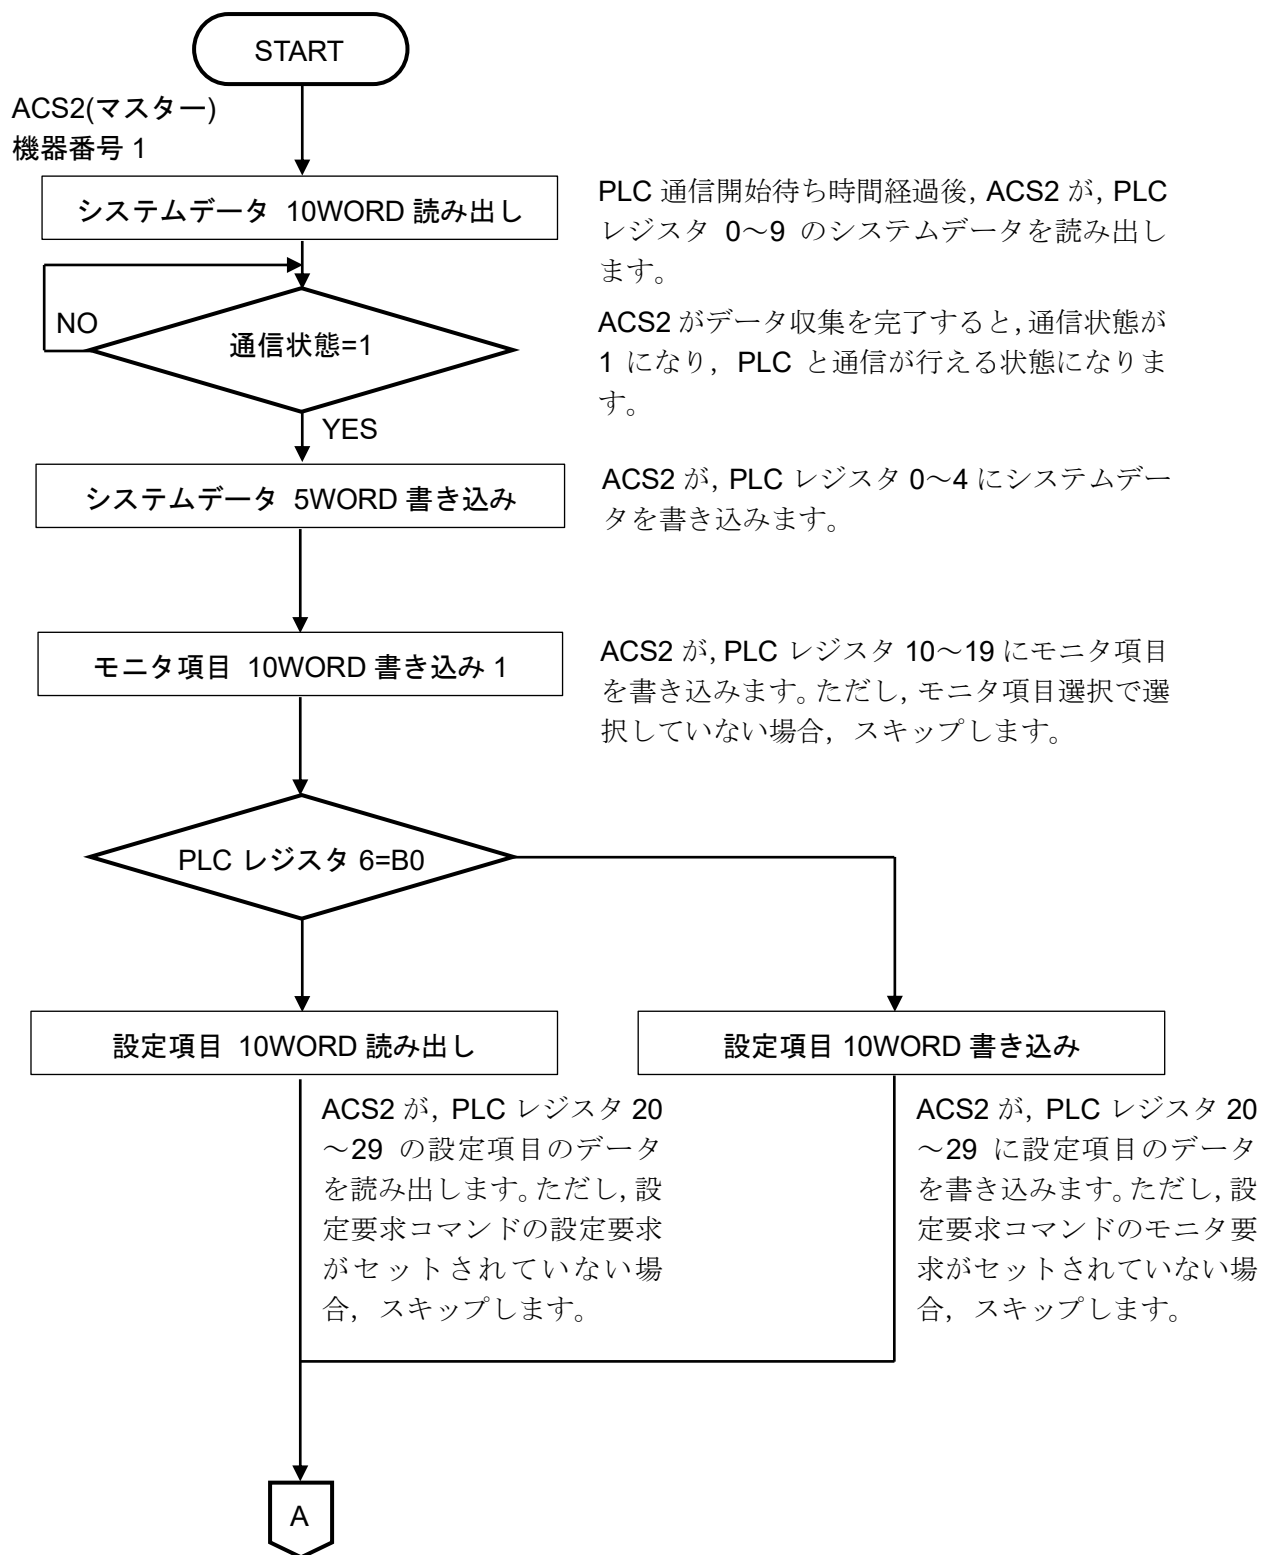 START
ACS2(マスター)
機器番号 1
システムデータ 10WORD 読み出し
PLC 通信開始待ち時間経過後, ACS2 が, PLC
レジスタ 0～9 のシステムデータを読み出し
ます。
NO
通信状態=1
ACS2 がデータ収集を完了すると, 通信状態が
1 になり, PLC と通信が行える状態になりま
す。
YES
システムデータ 5WORD 書き込み
ACS2 が, PLC レジスタ 0～4 にシステムデー
タを書き込みます。
モニタ項目 10WORD 書き込み 1
ACS2 が, PLC レジスタ 10～19 にモニタ項目
を書き込みます。ただし, モニタ項目選択で選
択していない場合, スキップします。
PLC レジスタ 6=B0
設定項目 10WORD 読み出し
ACS2 が, PLC レジスタ 20
～29 の設定項目のデータ
を読み出します。ただし, 設
定要求コマンドの設定要求
がセットされていない場
合, スキップします。
設定項目 10WORD 書き込み
ACS2 が, PLC レジスタ 20
～29 に設定項目のデータ
を書き込みます。ただし, 設
定要求コマンドのモニタ要
求がセットされていない場
合, スキップします。
A